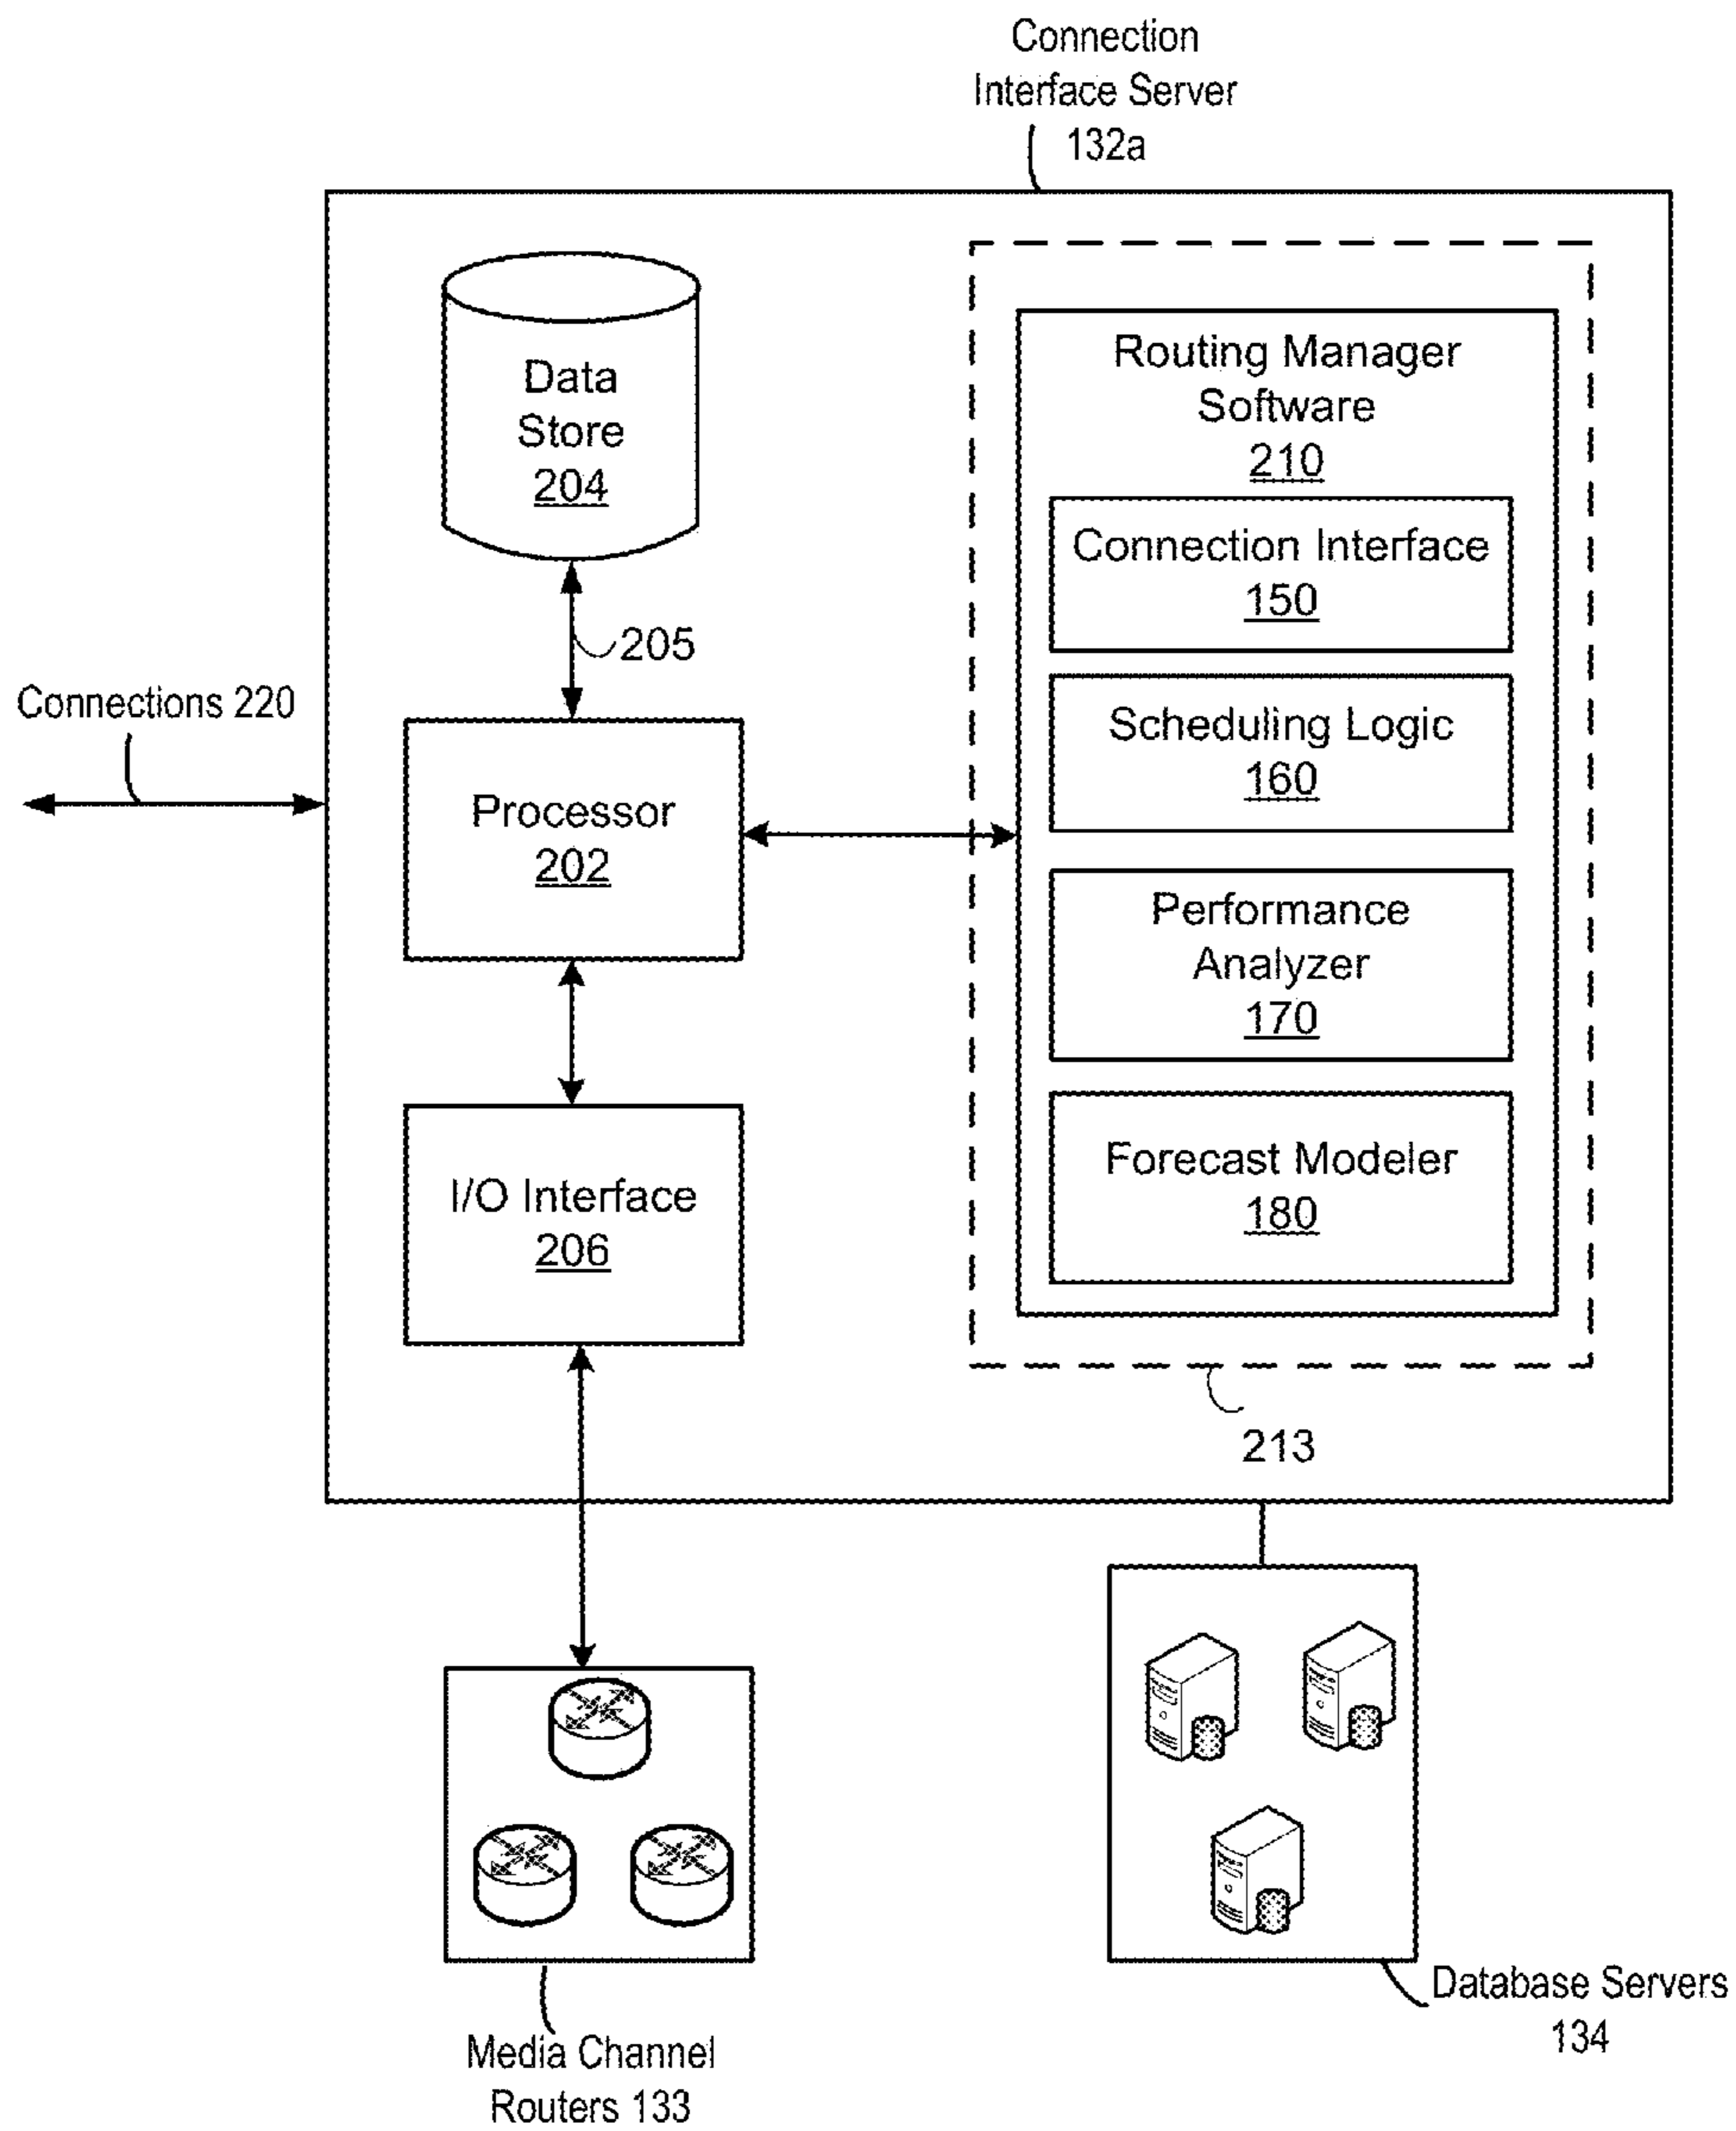 Connection
Interface Server
132a
Data
Store
204
205
Connections 220
Processor
202
I/O Interface
206
Routing Manager
Software
210
Connection Interface
150
Scheduling Logic
160
Performance
Analyzer
170
Forecast Modeler
180
213
Media Channel
Routers 133
Database Servers
134